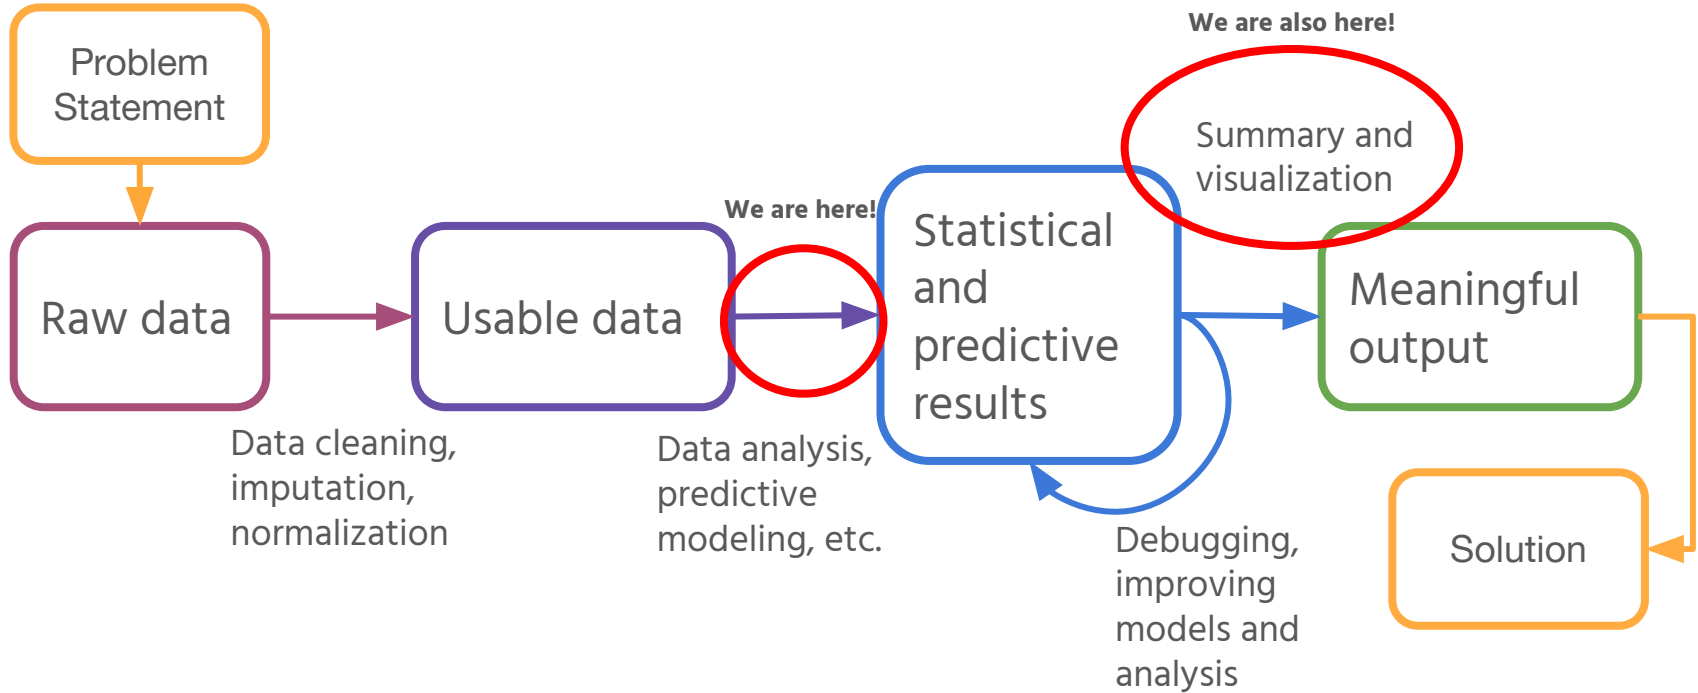 Problem
Statement
Raw data
Data cleaning,
imputation,
normalization
Usable data
We are here!
Data analysis,
predictive
modeling, etc.
Statistical
and
predictive
results
We are also here!
Summary and
visualization
Debugging,
improving
models and
analysis
Meaningful
output
Solution